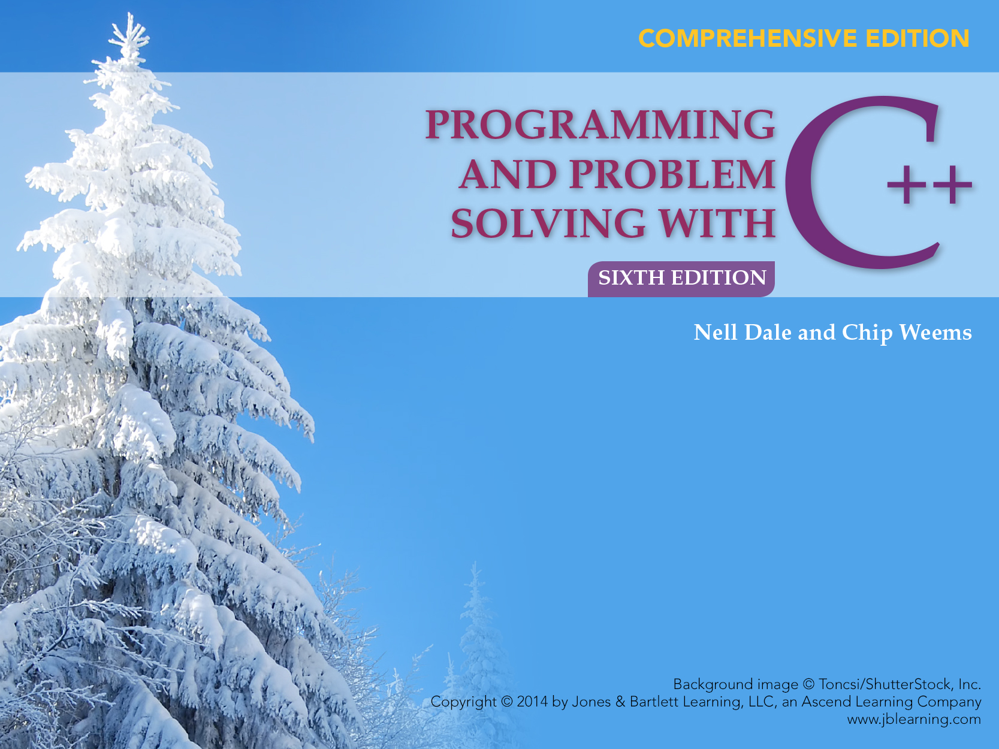 COMPREHENSIVE EDITION
PROGRAMMING
AND PROBLEM
SOLVING WITH
C++
SIXTH EDITION
Nell Dale and Chip Weems
Background image © Toncsi/ShutterStock, Inc.
Copyright © 2014 by Jones & Bartlett Learning, LLC, an Ascend Learning Company
www.jblearning.com